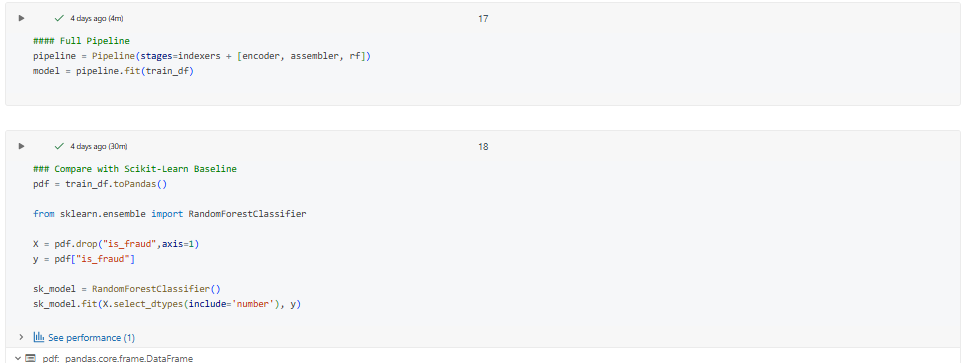 4 days ago (4m)
17
#### Full Pipeline
pipeline = Pipeline(stages=indexers + [encoder, assembler, rf])
model = pipeline.fit(train_df)
4 days ago (30m)
18
### Compare with Scikit-Learn Baseline
pdf = train_df.toPandas()
from sklearn.ensemble import RandomForestClassifier
X = pdf.drop("is_fraud",axis=1)
y = pdf["is_fraud"]
sk_model = RandomForestClassifier()
sk_model.fit(X.select_dtypes(include='number'), y)
See performance (1)
pdf: pandas.core.frame.DataFrame